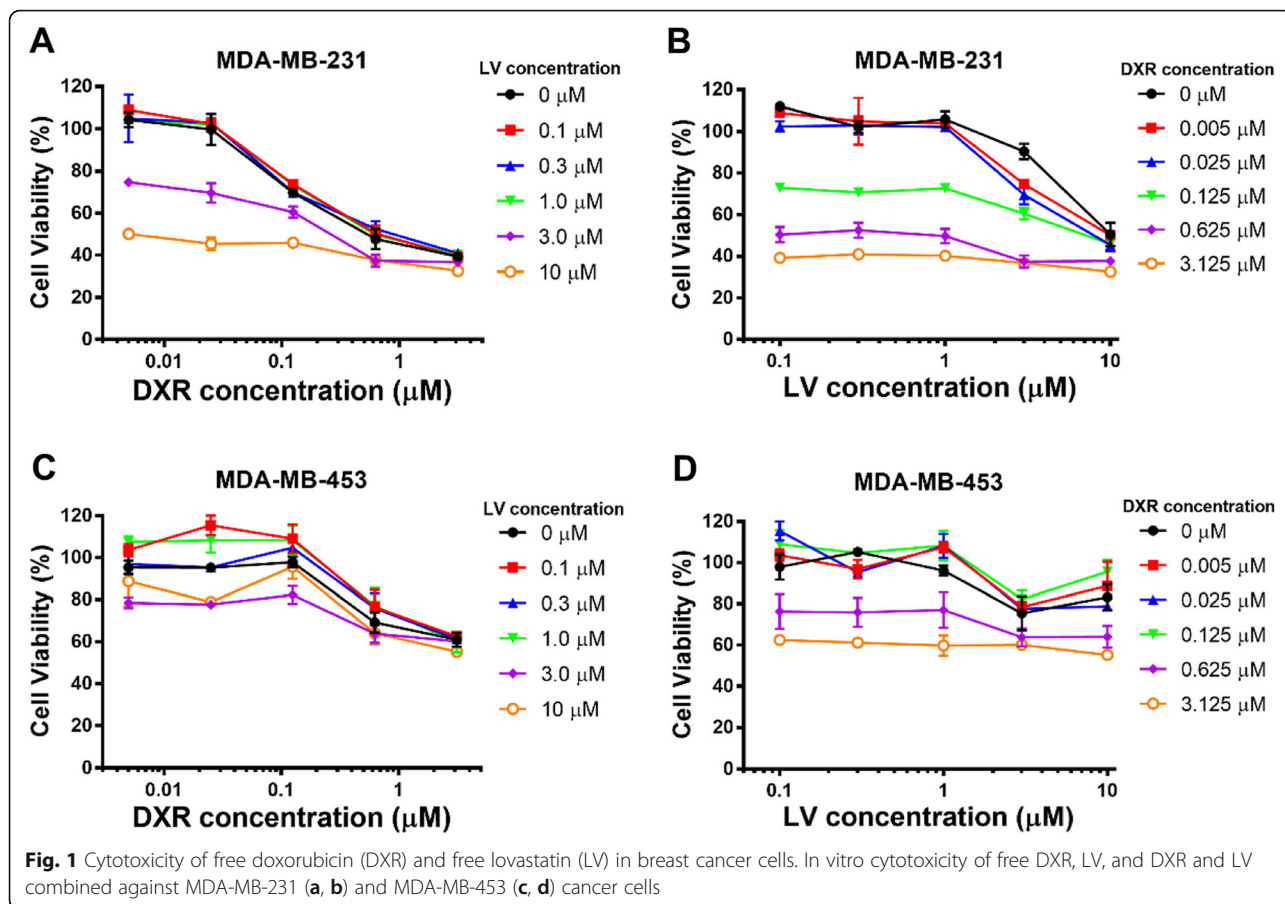 A
MDA-MB-231
Cell Viability (%)
120
100
80
60
40
20
0
0.01
0.1
1
DXR concentration (μM)
LV concentration
0 μM
0.1 μM
0.3 μM
1.0 μM
3.0 μM
10 μM
B
MDA-MB-231
Cell Viability (%)
120
100
80
60
40
20
0
0.1
1
10
LV concentration (μM)
DXR concentration
0 μM
0.005 μM
0.025 μM
0.125 μM
0.625 μM
3.125 μM
C
MDA-MB-453
Cell Viability (%)
120
100
80
60
40
20
0
0.01
0.1
1
DXR concentration (μM)
LV concentration
0 μM
0.1 μM
0.3 μM
1.0 μM
3.0 μM
10 μM
D
MDA-MB-453
Cell Viability (%)
120
100
80
60
40
20
0
0.1
1
10
LV concentration (μM)
DXR concentration
0 μM
0.005 μM
0.025 μM
0.125 μM
0.625 μM
3.125 μM
Fig. 1 Cytotoxicity of free doxorubicin (DXR) and free lovastatin (LV) in breast cancer cells. In vitro cytotoxicity of free DXR, LV, and DXR and LV
combined against MDA-MB-231 (a, b) and MDA-MB-453 (c, d) cancer cells